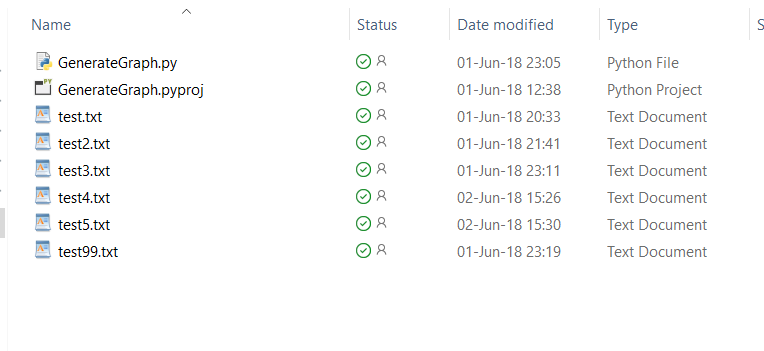 Name Status Date modified Type S
GenerateGraph.py 01-Jun-18 23:05 Python File
GenerateGraph.pyproj 01-Jun-18 12:38 Python Project
test.txt 01-Jun-18 20:33 Text Document
test2.txt 01-Jun-18 21:41 Text Document
test3.txt 01-Jun-18 23:11 Text Document
test4.txt 02-Jun-18 15:26 Text Document
test5.txt 02-Jun-18 15:30 Text Document
test99.txt 01-Jun-18 23:19 Text Document